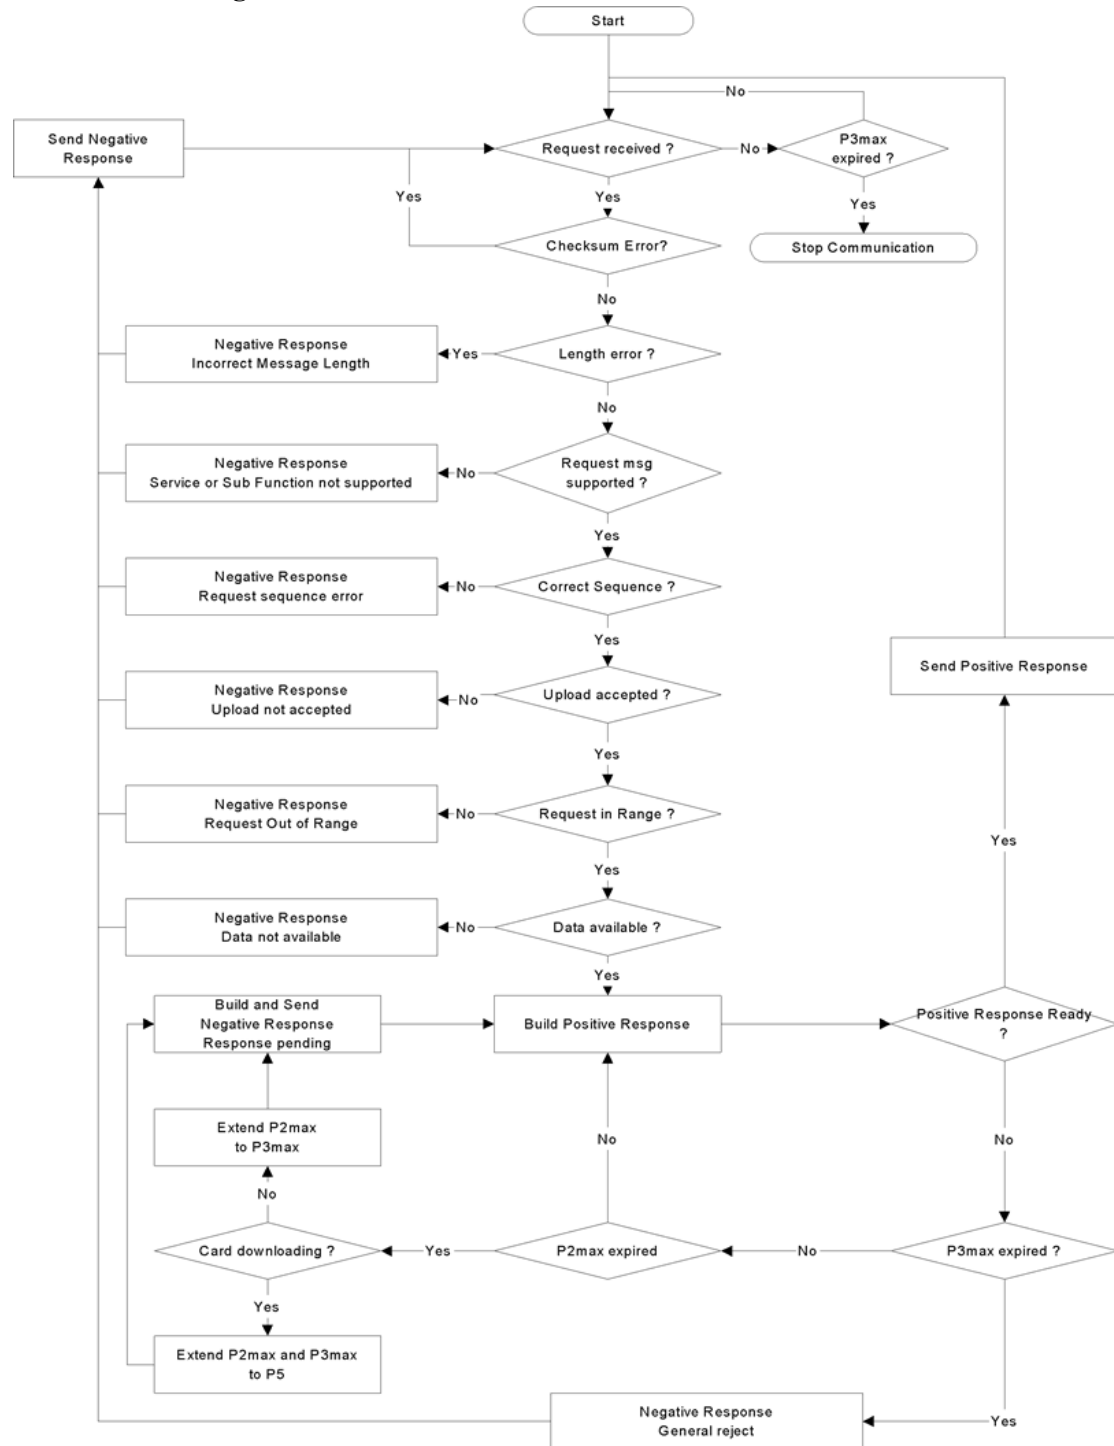 Start
No
Send Negative
Response
Request received ?
No
P3max
expired ?
Yes
Yes
Yes
Checksum Error?
Stop Communication
No
Negative Response
Incorrect Message Length
Yes
Length error ?
No
Negative Response
Service or Sub Function not supported
No
Request msg
supported ?
Yes
Negative Response
Request sequence error
No
Correct Sequence ?
Yes
Send Positive Response
Negative Response
Upload not accepted
No
Upload accepted ?
Yes
Negative Response
Request Out of Range
No
Request in Range ?
Yes
Yes
Negative Response
Data not available
No
Data available ?
Yes
Build and Send
Negative Response
Response pending
Build Positive Response
Positive Response Ready
?
Extend P2max
to P3max
No
No
No
Card downloading ?
Yes
P2max expired
No
P3max expired ?
Yes
Extend P2max and P3max
to P5
Negative Response
General reject
Yes